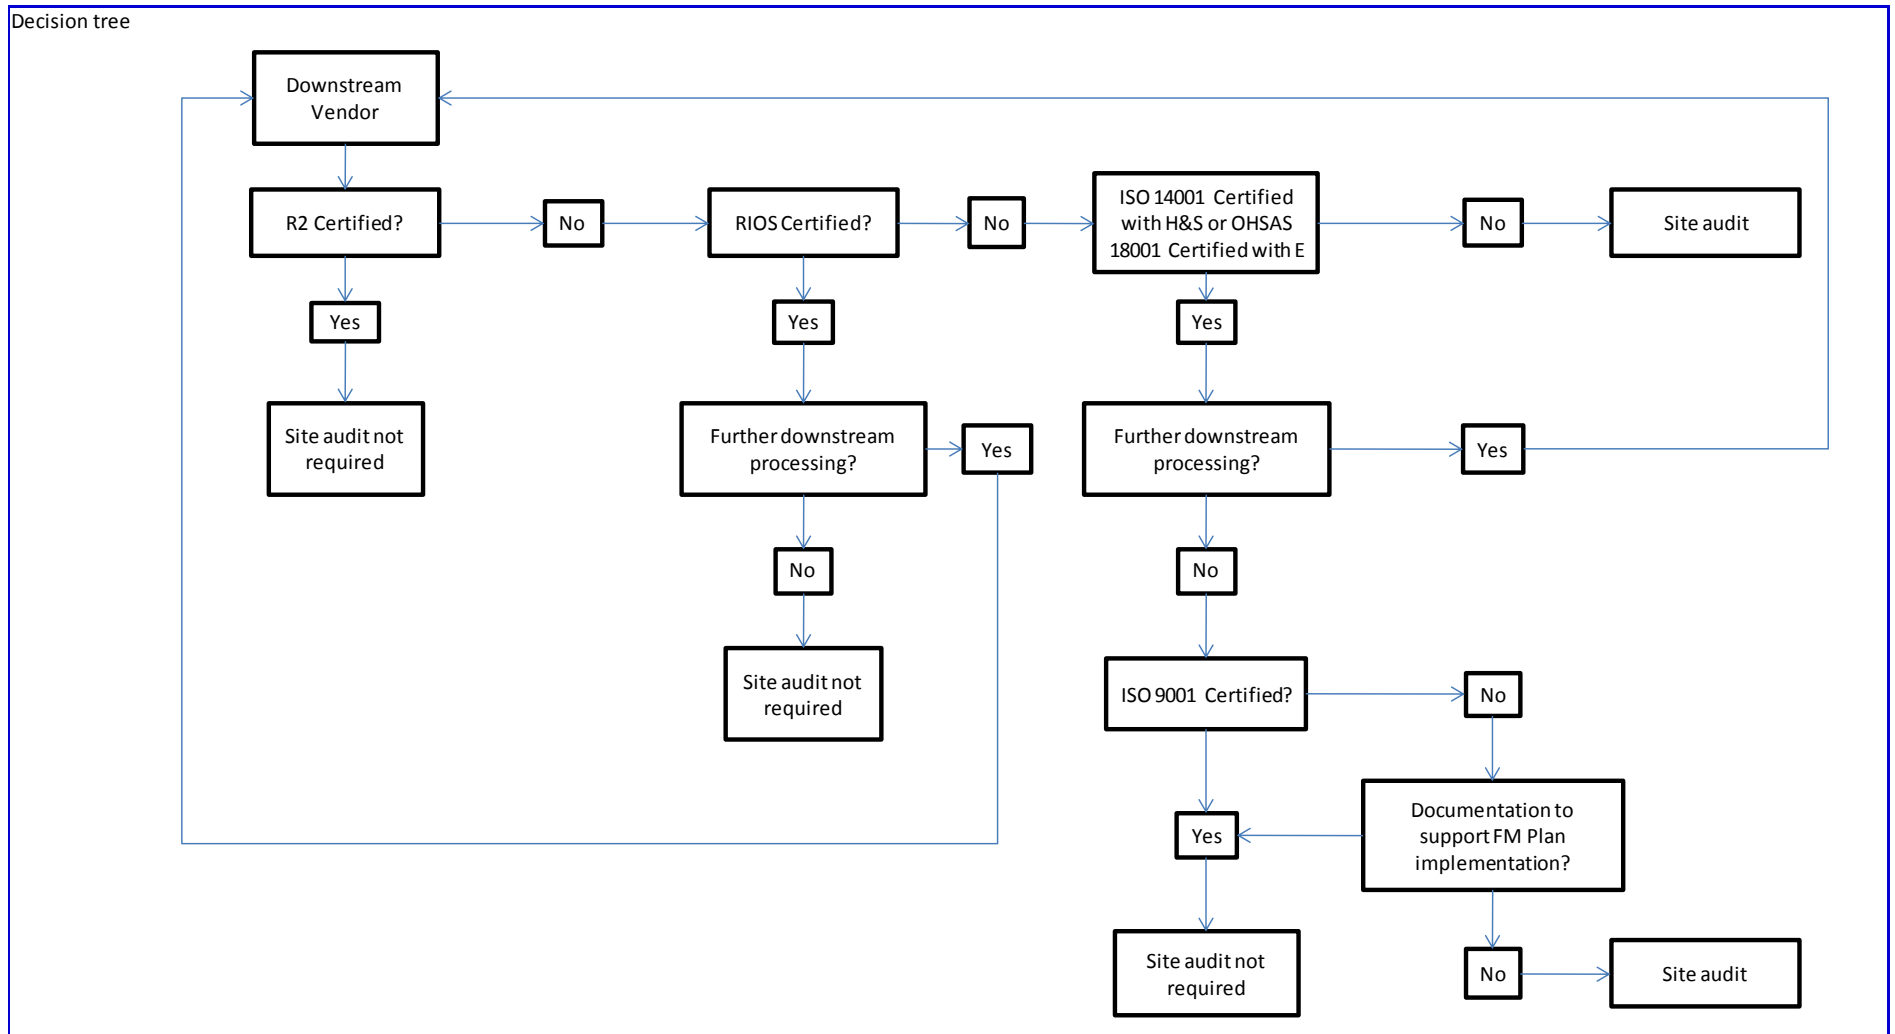 Decision tree
Downstream
Vendor
R2 Certified?
No
RIOS Certified?
No
ISO 14001 Certified
with H&S or OHSAS
18001 Certified with E
No
Site audit
Yes
Yes
Yes
Site audit not
required
Further downstream
processing?
Yes
Further downstream
processing?
Yes
No
No
Site audit not
required
ISO 9001 Certified?
No
Documentation to
support FM Plan
implementation?
Yes
Site audit not
required
No
Site audit